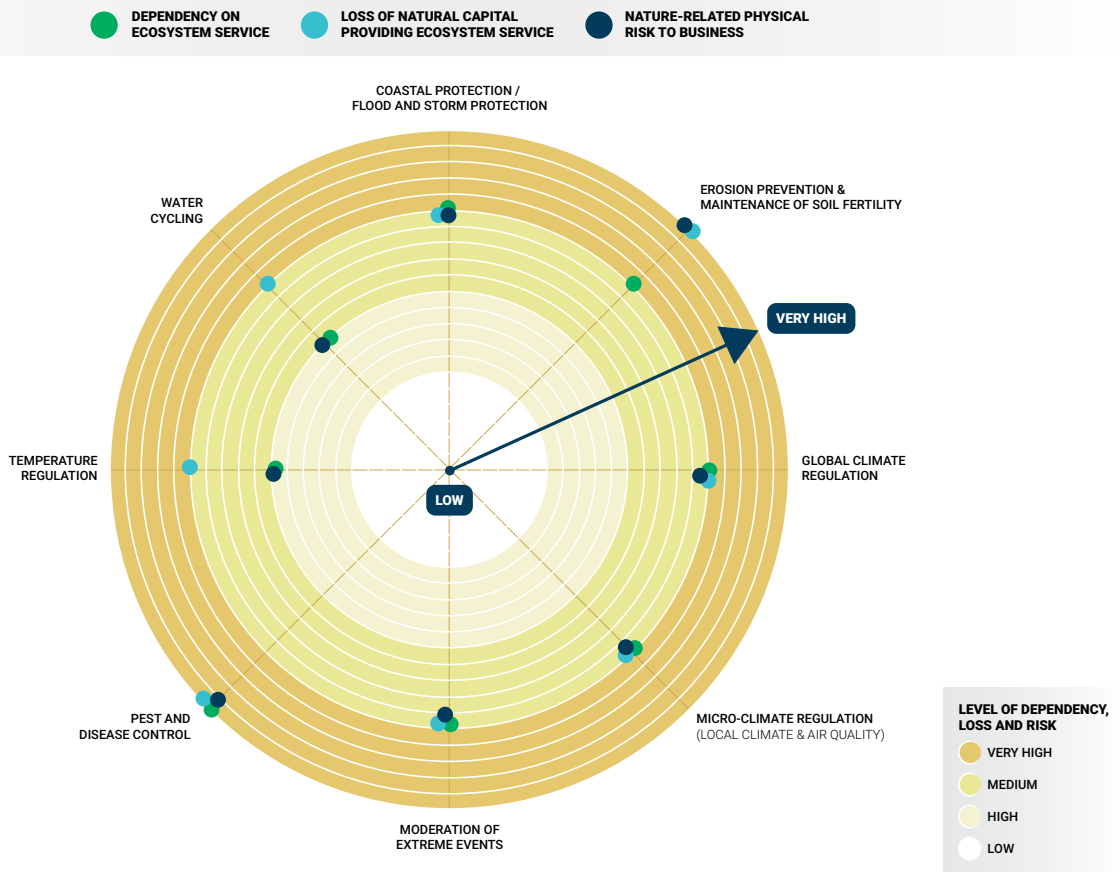 DEPENDENCY ON
ECOSYSTEM SERVICE
LOSS OF NATURAL CAPITAL
PROVIDING ECOSYSTEM SERVICE
NATURE-RELATED PHYSICAL
RISK TO BUSINESS
COASTAL PROTECTION /
FLOOD AND STORM PROTECTION
EROSION PREVENTION &
MAINTENANCE OF SOIL FERTILITY
WATER
CYCLING
VERY HIGH
TEMPERATURE
REGULATION
GLOBAL CLIMATE
REGULATION
LOW
PEST AND
DISEASE CONTROL
MICRO-CLIMATE REGULATION
(LOCAL CLIMATE & AIR QUALITY)
MODERATION OF
EXTREME EVENTS
LEVEL OF DEPENDENCY,
LOSS AND RISK
VERY HIGH
MEDIUM
HIGH
LOW